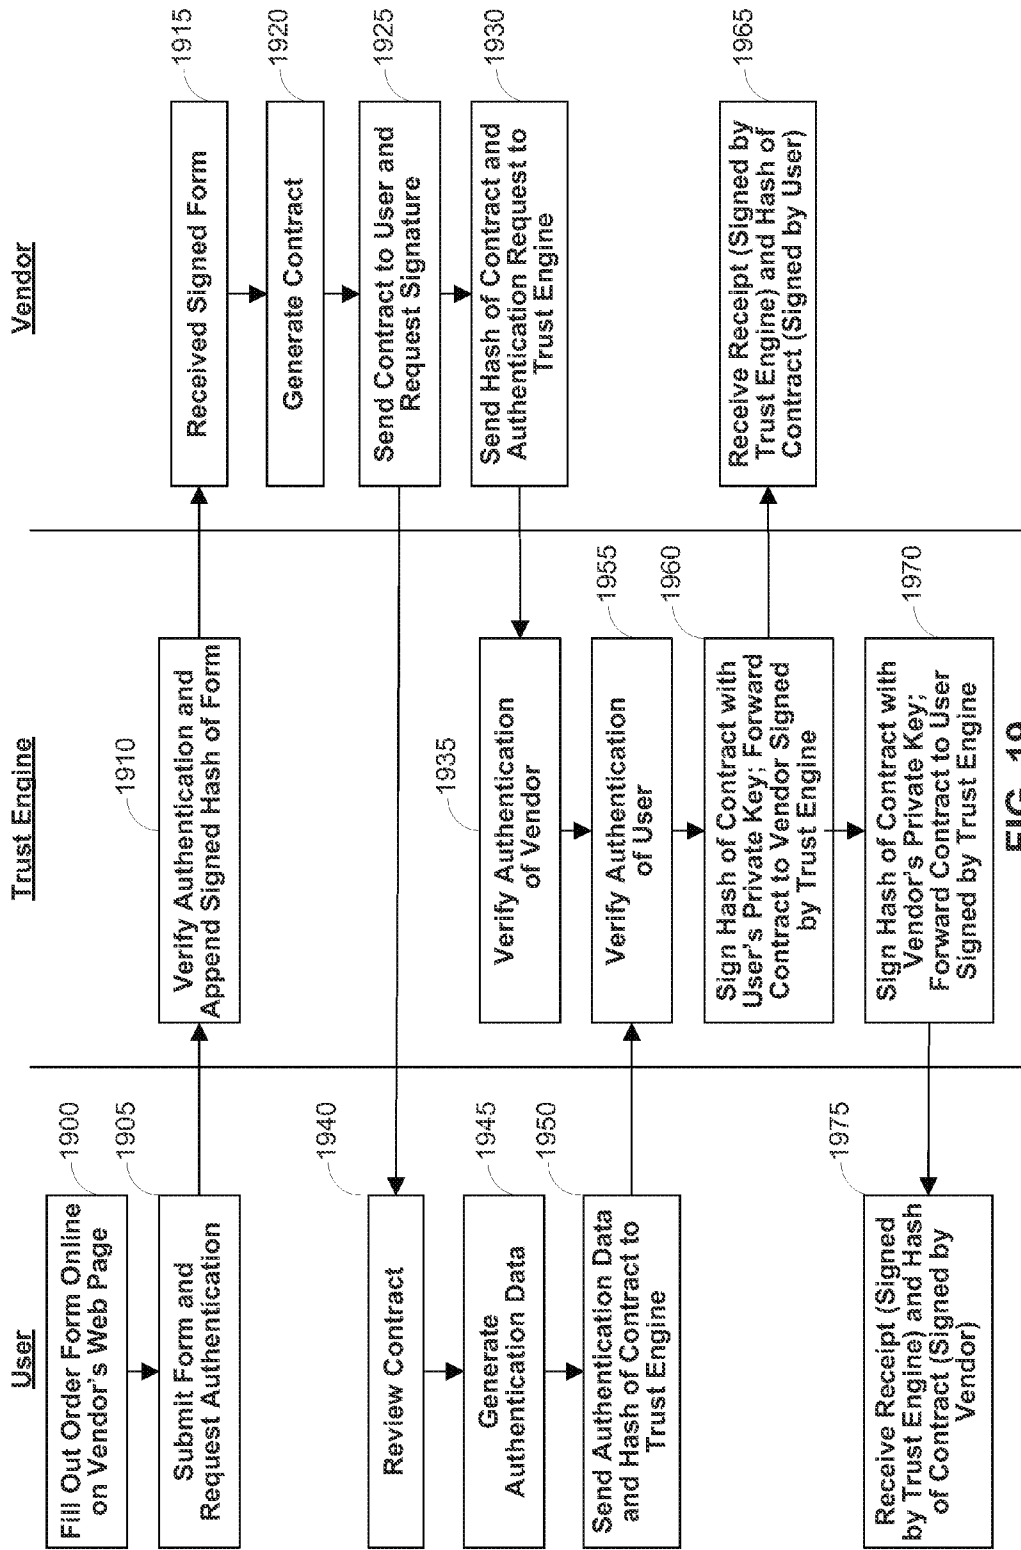 User
Trust Engine
Vendor
Fill Out Order Form Online
on Vendor's Web Page
1900
Submit Form and
Request Authentication
1905
Verify Authentication and
Append Signed Hash of Form
1910
Received Signed Form
1915
Generate Contract
1920
Send Contract to User and
Request Signature
1925
Send Hash of Contract and
Authentication Request to
Trust Engine
1930
Verify Authentication
of Vendor
1935
Review Contract
1940
Generate
Authentication Data
1945
Send Authentication Data
and Hash of Contract to
Trust Engine
1950
Verify Authentication
of User
1955
Sign Hash of Contract with
User's Private Key; Forward
Contract to Vendor Signed
by Trust Engine
1960
Receive Receipt (Signed by
Trust Engine) and Hash of
Contract (Signed by User)
1965
Sign Hash of Contract with
Vendor's Private Key;
Forward Contract to User
Signed by Trust Engine
1970
Receive Receipt (Signed
by Trust Engine) and Hash
of Contract (Signed by
Vendor)
1975
FIG. 19